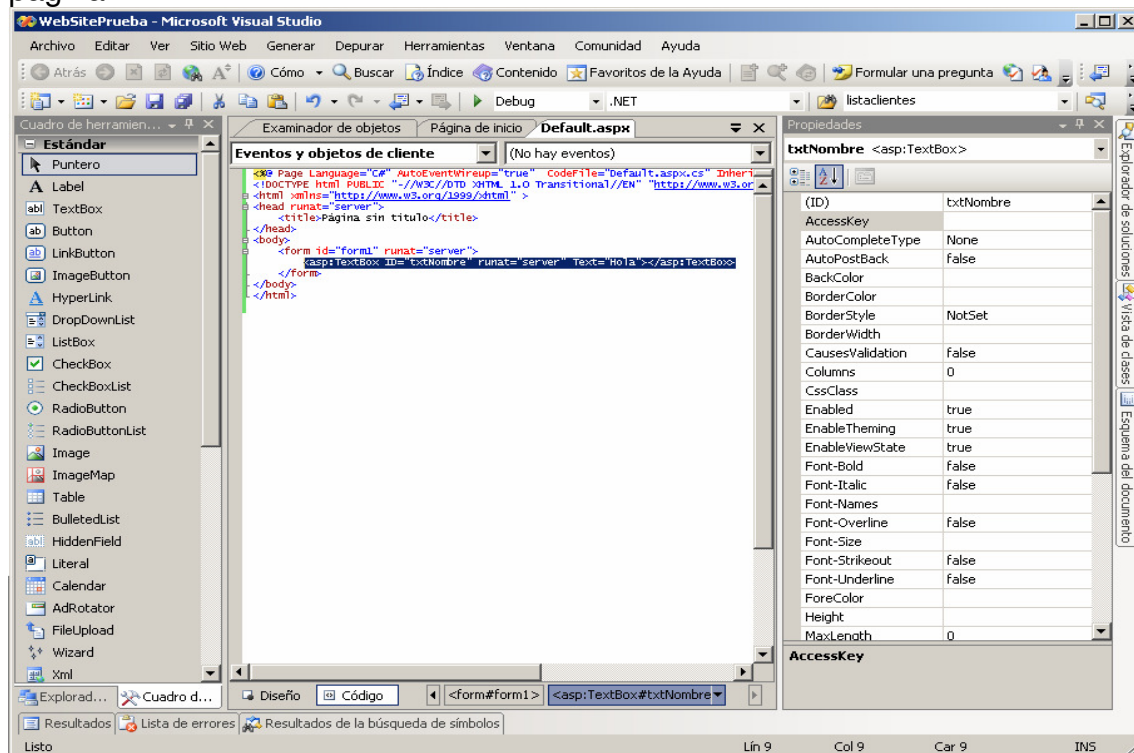 WebSitePrueba - Microsoft Visual Studio
Archivo Editar Ver Sitio Web Generar Depurar Herramientas Ventana Comunidad Ayuda
Atrás Cómo Buscar Índice Contenido Favoritos de la Ayuda Formular una pregunta
Debug .NET listaclientes
Cuadro de herramien...
Estándar
Puntero
Label
TextBox
Button
LinkButton
ImageButton
HyperLink
DropDownList
ListBox
CheckBox
CheckBoxList
RadioButton
RadioButtonList
Image
ImageMap
Table
BulletedList
HiddenField
Literal
Calendar
AdRotator
FileUpload
Wizard
Xml
Explorad... Cuadro d...
Examinador de objetos Página de inicio Default.aspx
Eventos y objetos de cliente (No hay eventos)
<%@ Page Language="C#" AutoEventWireup="true" CodeFile="Default.aspx.cs" Inheri
<!DOCTYPE html PUBLIC "-//W3C//DTD XHTML 1.0 Transitional//EN" "http://www.w3.or
<html xmlns="http://www.w3.org/1999/xhtml" >
<head runat="server">
<title>Página sin título</title>
</head>
<body>
<form id="form1" runat="server">
<asp:TextBox ID="txtNombre" runat="server" Text="Hola"></asp:TextBox>
</form>
</body>
</html>
Diseño Código <form#form1> <asp:TextBox#txtNombre
Propiedades
txtNombre <asp:TextBox>
(ID) txtNombre
AccessKey
AutoCompleteType None
AutoPostBack false
BackColor
BorderColor
BorderStyle NotSet
BorderWidth
CausesValidation false
Columns 0
CssClass
Enabled true
EnableTheming true
EnableViewState true
Font-Bold false
Font-Italic false
Font-Names
Font-Overline false
Font-Size
Font-Strikeout false
Font-Underline false
ForeColor
Height
MaxLength 0
AccessKey
Explorador de soluciones
Vista de clases
Esquema del documento
Resultados Lista de errores Resultados de la búsqueda de símbolos
Listo Lín 9 Col 9 Car 9 INS